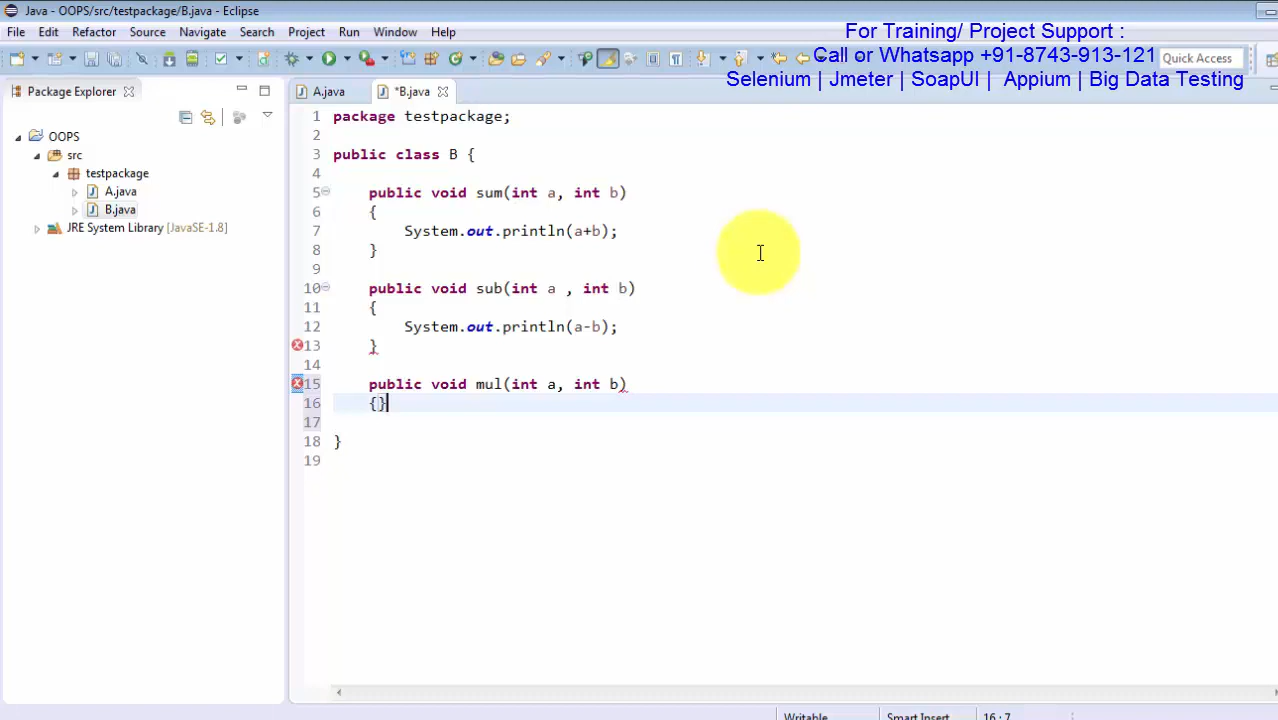 Java - OOPS/src/testpackage/B.java - Eclipse
File Edit Refactor Source Navigate Search Project Run Window Help
For Training/ Project Support :
Call or Whatsapp +91-8743-913-121
Quick Access
Selenium | Jmeter | SoapUI | Appium | Big Data Testing
Package Explorer
A.java
*B.java
OOPS
src
testpackage
A.java
B.java
JRE System Library [JavaSE-1.8]
1 package testpackage;
2
3 public class B {
4
5 public void sum(int a, int b)
6 {
7 System.out.println(a+b);
8 }
9
10 public void sub(int a , int b)
11 {
12 System.out.println(a-b);
13 }
14
15 public void mul(int a, int b)
16 {}
17
18 }
19
Writable
Smart Insert
16 : 7